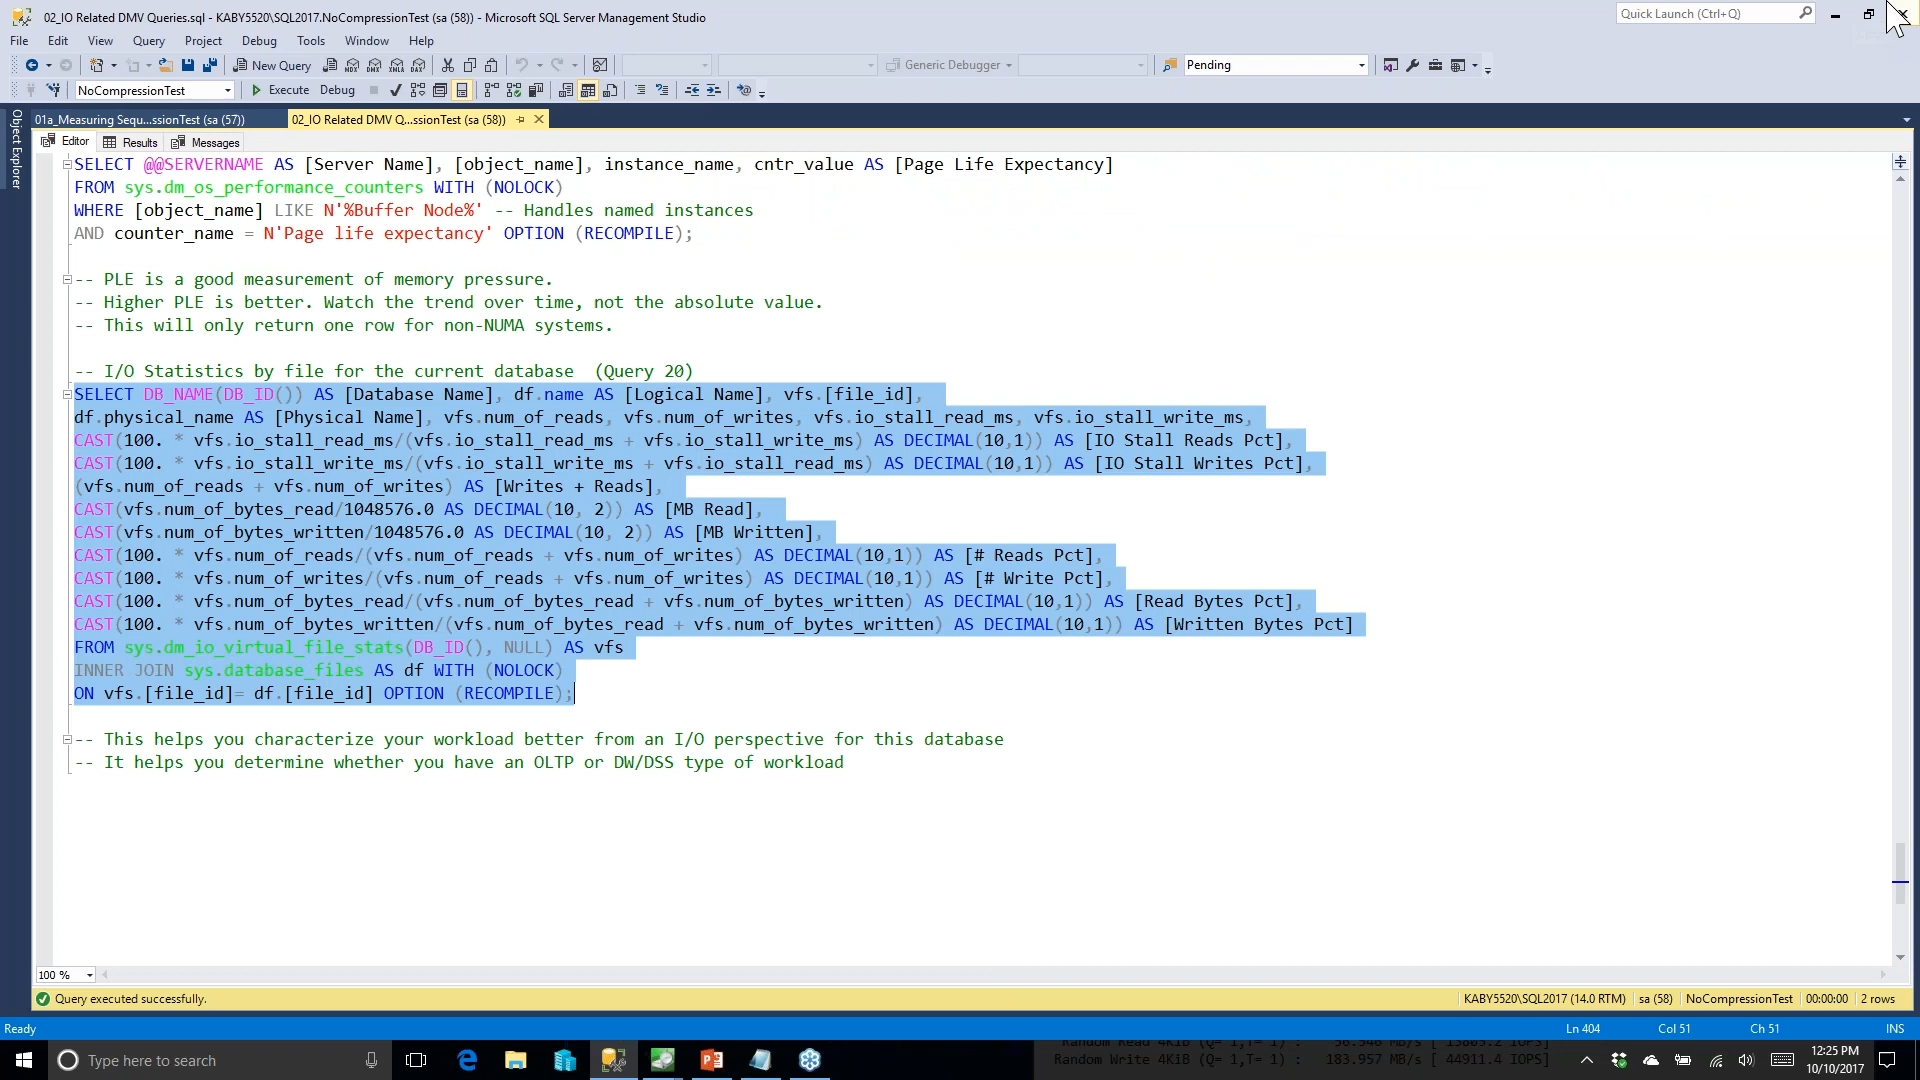 02_IO Related DMV Queries.sql - KABY5520\SQL2017.NoCompressionTest (sa (58)) - Microsoft SQL Server Management Studio
Quick Launch (Ctrl+Q)
File Edit View Query Project Debug Tools Window Help
New Query
Generic Debugger
Pending
NoCompressionTest
Execute Debug
Object Explorer
01a_Measuring Sequ...ssionTest (sa (57))
02_IO Related DMV Q...ssionTest (sa (58))
Editor Results Messages
SELECT @@SERVERNAME AS [Server Name], [object_name], instance_name, cntr_value AS [Page Life Expectancy]
FROM sys.dm_os_performance_counters WITH (NOLOCK)
WHERE [object_name] LIKE N'%Buffer Node%' -- Handles named instances
AND counter_name = N'Page life expectancy' OPTION (RECOMPILE);
-- PLE is a good measurement of memory pressure.
-- Higher PLE is better. Watch the trend over time, not the absolute value.
-- This will only return one row for non-NUMA systems.
-- I/O Statistics by file for the current database  (Query 20)
SELECT DB_NAME(DB_ID()) AS [Database Name], df.name AS [Logical Name], vfs.[file_id],
df.physical_name AS [Physical Name], vfs.num_of_reads, vfs.num_of_writes, vfs.io_stall_read_ms, vfs.io_stall_write_ms,
CAST(100. * vfs.io_stall_read_ms/(vfs.io_stall_read_ms + vfs.io_stall_write_ms) AS DECIMAL(10,1)) AS [IO Stall Reads Pct],
CAST(100. * vfs.io_stall_write_ms/(vfs.io_stall_write_ms + vfs.io_stall_read_ms) AS DECIMAL(10,1)) AS [IO Stall Writes Pct],
(vfs.num_of_reads + vfs.num_of_writes) AS [Writes + Reads],
CAST(vfs.num_of_bytes_read/1048576.0 AS DECIMAL(10, 2)) AS [MB Read],
CAST(vfs.num_of_bytes_written/1048576.0 AS DECIMAL(10, 2)) AS [MB Written],
CAST(100. * vfs.num_of_reads/(vfs.num_of_reads + vfs.num_of_writes) AS DECIMAL(10,1)) AS [# Reads Pct],
CAST(100. * vfs.num_of_writes/(vfs.num_of_reads + vfs.num_of_writes) AS DECIMAL(10,1)) AS [# Write Pct],
CAST(100. * vfs.num_of_bytes_read/(vfs.num_of_bytes_read + vfs.num_of_bytes_written) AS DECIMAL(10,1)) AS [Read Bytes Pct],
CAST(100. * vfs.num_of_bytes_written/(vfs.num_of_bytes_read + vfs.num_of_bytes_written) AS DECIMAL(10,1)) AS [Written Bytes Pct]
FROM sys.dm_io_virtual_file_stats(DB_ID(), NULL) AS vfs
INNER JOIN sys.database_files AS df WITH (NOLOCK)
ON vfs.[file_id]= df.[file_id] OPTION (RECOMPILE);
-- This helps you characterize your workload better from an I/O perspective for this database
-- It helps you determine whether you have an OLTP or DW/DSS type of workload
100 %
Query executed successfully.
KABY5520\SQL2017 (14.0 RTM) sa (58) NoCompressionTest 00:00:00 2 rows
Ready
Ln 404 Col 51 Ch 51 INS
Type here to search
Random Write 4KiB (Q= 1,T= 1) : 183.957 MB/s [ 44911.4 IOPS]
12:25 PM
10/10/2017